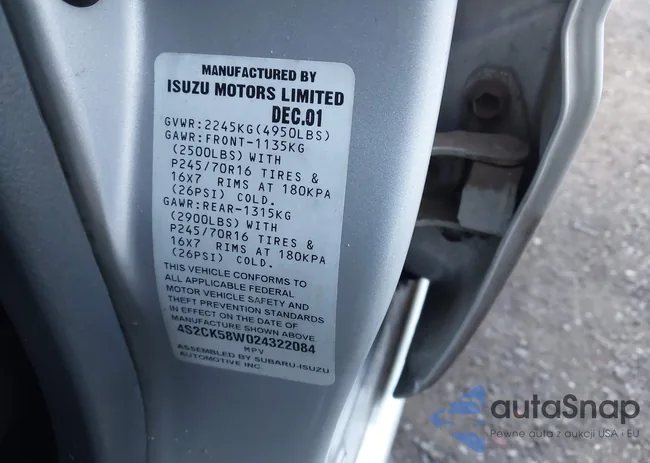 MANUFACTURED BY
ISUZU MOTORS LIMITED
DEC.01
GVWR:2245KG(4950LBS)
GAWR:FRONT-1135KG
(2500LBS) WITH
P245/70R16 TIRES &
16X7 RIMS AT 180KPA
(26PSI) COLD.
GAWR:REAR-1315KG
(2900LBS) WITH
P245/70R16 TIRES &
16X7 RIMS AT 180KPA
(26PSI) COLD.
THIS VEHICLE CONFORMS TO
ALL APPLICABLE FEDERAL
MOTOR VEHICLE SAFETY AND
THEFT PREVENTION STANDARDS
IN EFFECT ON THE DATE OF
MANUFACTURE SHOWN ABOVE.
4S2CK58W024322084
MPV
ASSEMBLED BY SUBARU-ISUZU
AUTOMOTIVE INC.
autaSnap
Pewne auta z aukcji USA i EU